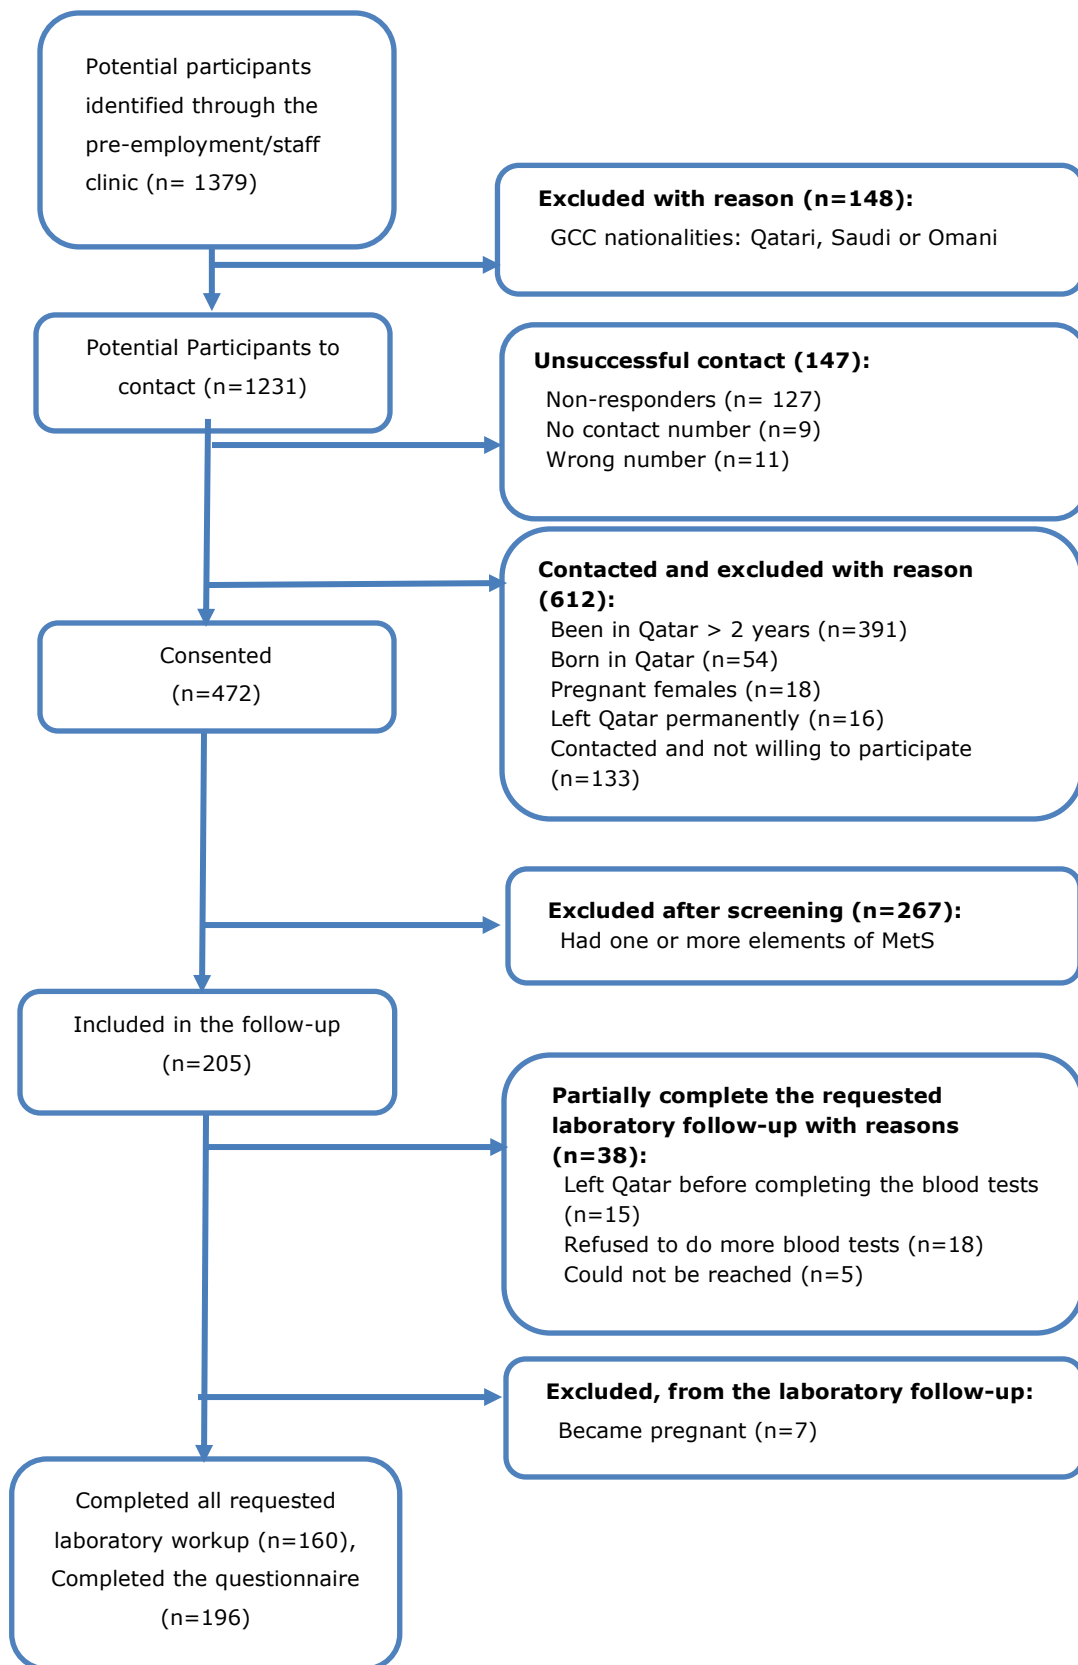 Potential participants
identified through the
pre-employment/staff
clinic (n= 1379)
Excluded with reason (n=148):
GCC nationalities: Qatari, Saudi or Omani
Potential Participants to
contact (n=1231)
Unsuccessful contact (147):
Non-responders (n= 127)
No contact number (n=9)
Wrong number (n=11)
Contacted and excluded with reason
(612):
Been in Qatar > 2 years (n=391)
Born in Qatar (n=54)
Pregnant females (n=18)
Left Qatar permanently (n=16)
Contacted and not willing to participate
(n=133)
Consented
(n=472)
Excluded after screening (n=267):
Had one or more elements of MetS
Included in the follow-up
(n=205)
Partially complete the requested
laboratory follow-up with reasons
(n=38):
Left Qatar before completing the blood tests
(n=15)
Refused to do more blood tests (n=18)
Could not be reached (n=5)
Excluded, from the laboratory follow-up:
Became pregnant (n=7)
Completed all requested
laboratory workup (n=160),
Completed the questionnaire
(n=196)